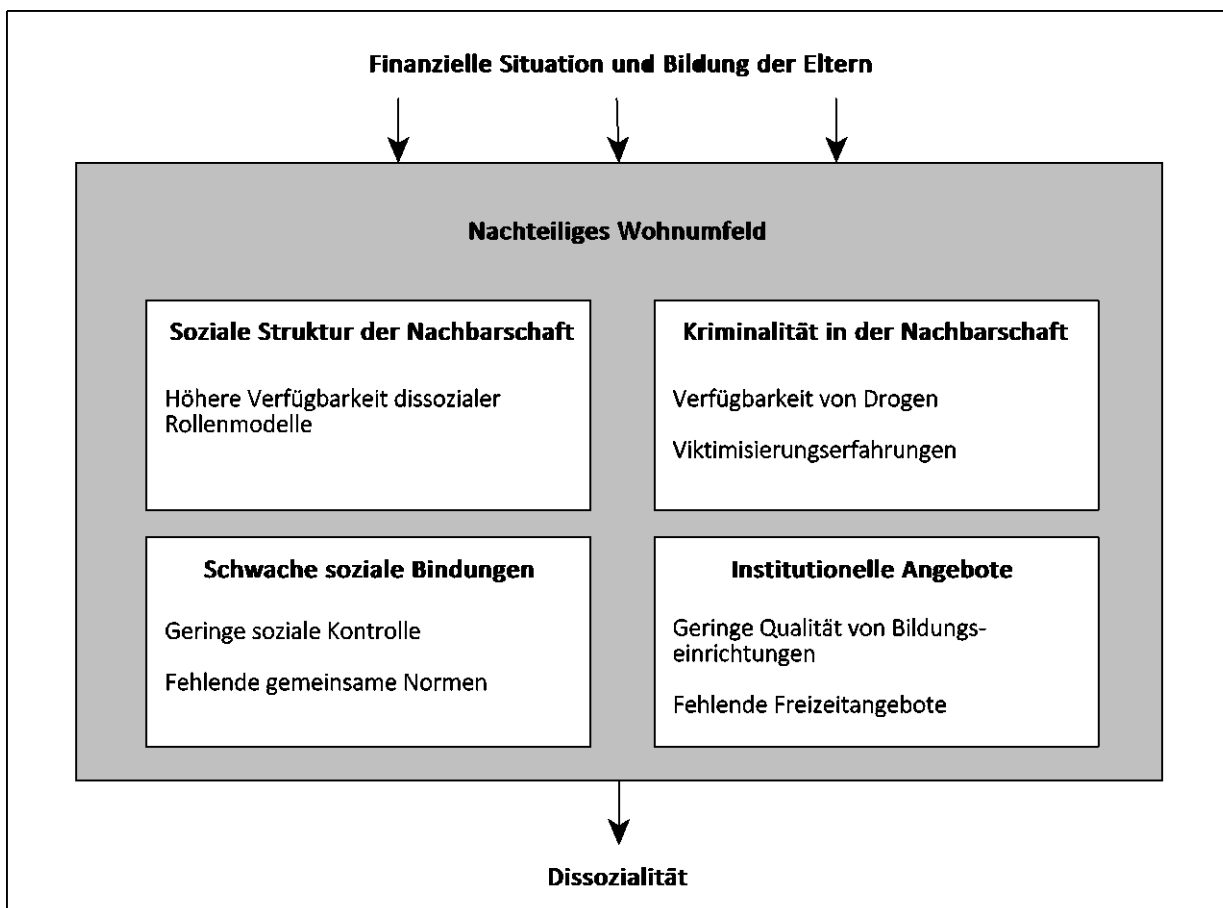 Finanzielle Situation und Bildung der Eltern
Nachteiliges Wohnumfeld
Soziale Struktur der Nachbarschaft
Höhere Verfügbarkeit dissozialer
Rollenmodelle
Kriminalität in der Nachbarschaft
Verfügbarkeit von Drogen
Viktimisierungserfahrungen
Schwache soziale Bindungen
Geringe soziale Kontrolle
Fehlende gemeinsame Normen
Institutionelle Angebote
Geringe Qualität von Bildungs-
einrichtungen
Fehlende Freizeitangebote
Dissozialität